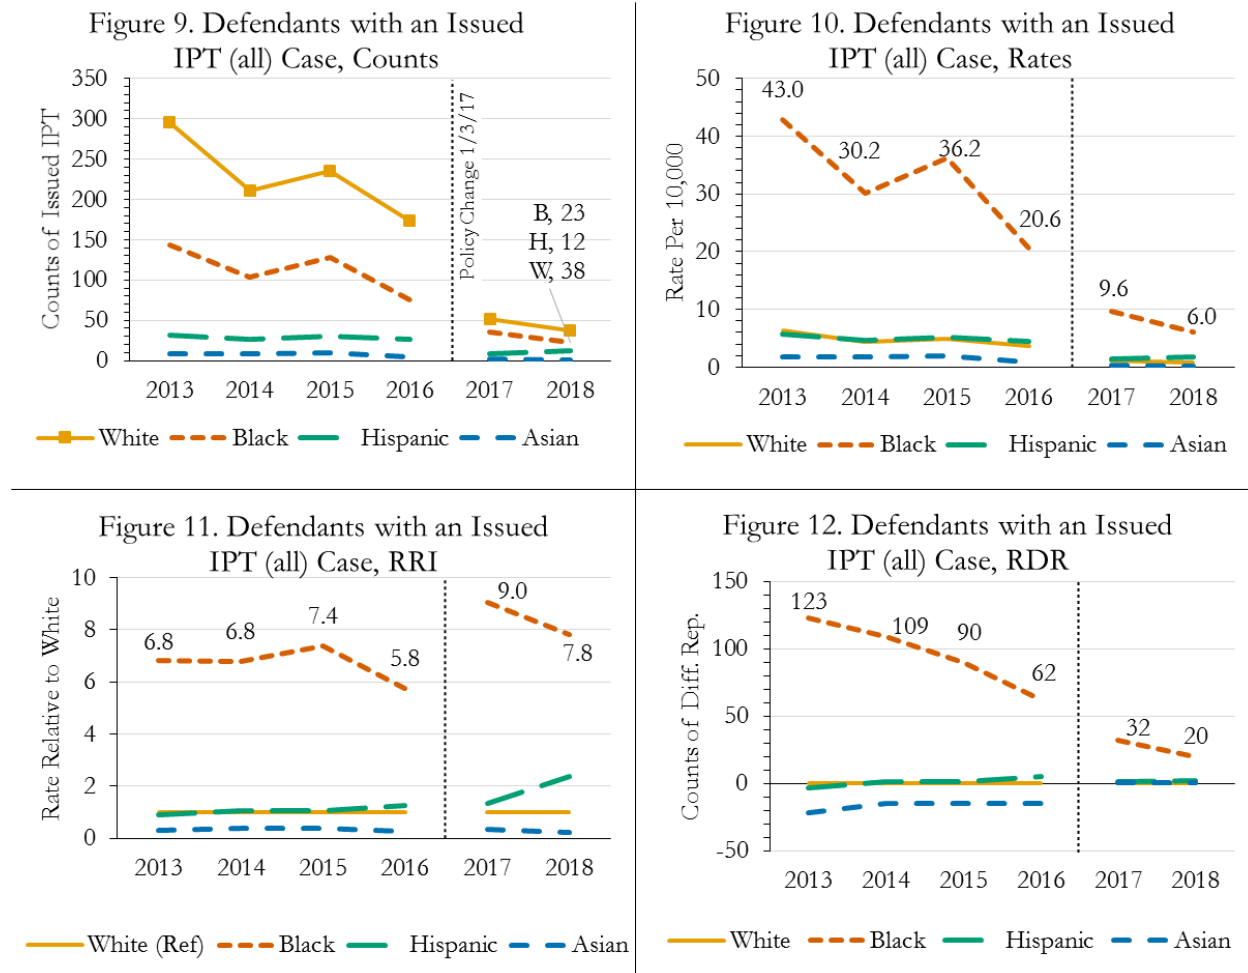 Figure 9. Defendants with an Issued
IPT (all) Case, Counts
Counts of Issued IPT
350
300
250
200
150
100
50
0
Policy Change 1/3/17
B, 23
H, 12
W, 38
2013 2014 2015 2016 2017 2018
White Black Hispanic Asian
Figure 10. Defendants with an Issued
IPT (all) Case, Rates
Rate Per 10,000
50
40
30
20
10
0
43.0
30.2
36.2
20.6
9.6
6.0
2013 2014 2015 2016 2017 2018
White Black Hispanic Asian
Figure 11. Defendants with an Issued
IPT (all) Case, RRI
Rate Relative to White
10
8
6
4
2
0
6.8
6.8
7.4
5.8
9.0
7.8
2013 2014 2015 2016 2017 2018
White (Ref) Black Hispanic Asian
Figure 12. Defendants with an Issued
IPT (all) Case, RDR
Counts of Diff. Rep.
150
100
50
0
-50
123
109
90
62
32
20
2013 2014 2015 2016 2017 2018
White Black Hispanic Asian